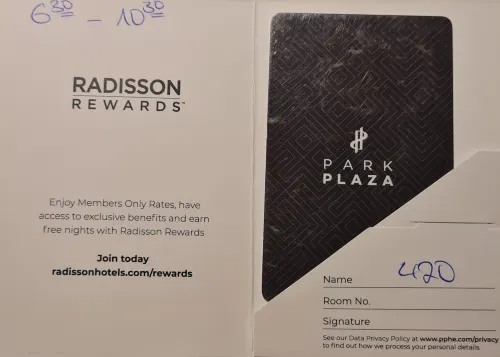 6³⁰ - 10³⁰
RADISSON
REWARDS™
Enjoy Members Only Rates, have
access to exclusive benefits and earn
free nights with Radisson Rewards
Join today
radissonhotels.com/rewards
PARK
PLAZA
Name 420
Room No.
Signature
See our Data Privacy Policy at www.pphe.com/privacy
to find out how we process your personal details.